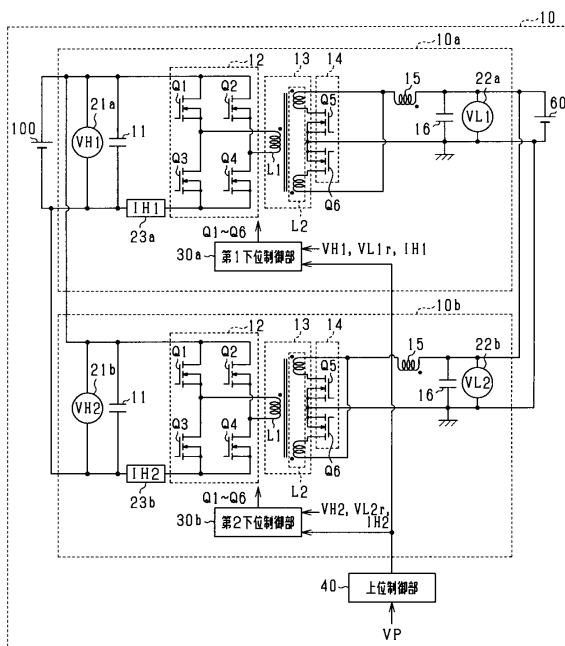 10
10a
12
13
14
15
22a
21a
Q1
Q2
Q5
60
100
VH1
11
16
VL1
Q3
Q4
L1
IH1
Q6
23a
L2
Q1~Q6
30a
第1下位制御部
VH1, VL1r, IH1
10b
12
13
14
15
22b
21b
Q1
Q2
Q5
VH2
11
16
VL2
Q3
Q4
L1
IH2
Q6
23b
L2
Q1~Q6
30b
第2下位制御部
VH2, VL2r,
IH2
40
上位制御部
VP